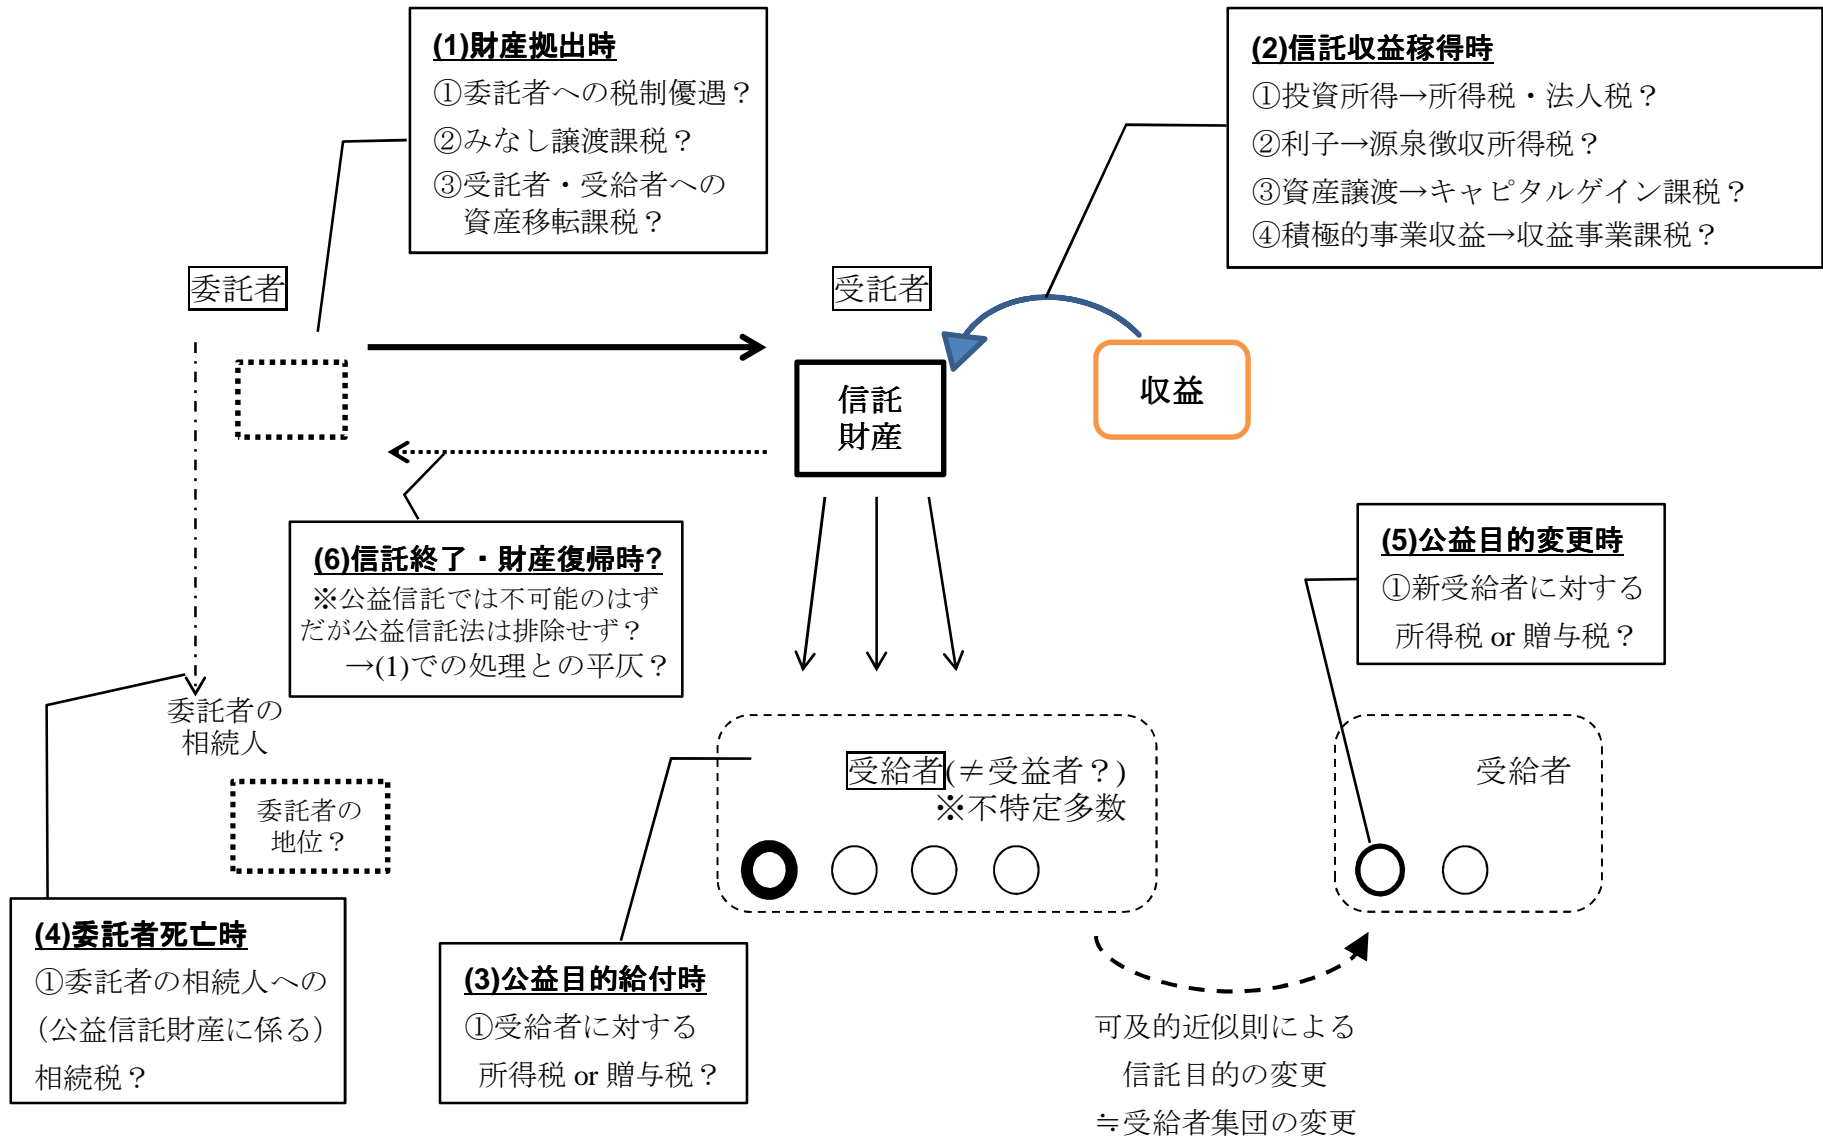 (1)財産拠出時
①委託者への税制優遇？
②みなし譲渡課税？
③受託者・受給者への
資産移転課税？
(2)信託収益稼得時
①投資所得→所得税・法人税？
②利子→源泉徴収所得税？
③資産譲渡→キャピタルゲイン課税？
④積極的事業収益→収益事業課税？
委託者
受託者
信託
財産
収益
(6)信託終了・財産復帰時?
※公益信託では不可能のはず
だが公益信託法は排除せず？
→(1)での処理との平仄？
(5)公益目的変更時
①新受給者に対する
所得税 or 贈与税？
委託者の
相続人
委託者の
地位？
受給者(≠受益者？)
※不特定多数
受給者
(4)委託者死亡時
①委託者の相続人への
（公益信託財産に係る）
相続税？
(3)公益目的給付時
①受給者に対する
所得税 or 贈与税？
可及的近似則による
信託目的の変更
≒受給者集団の変更